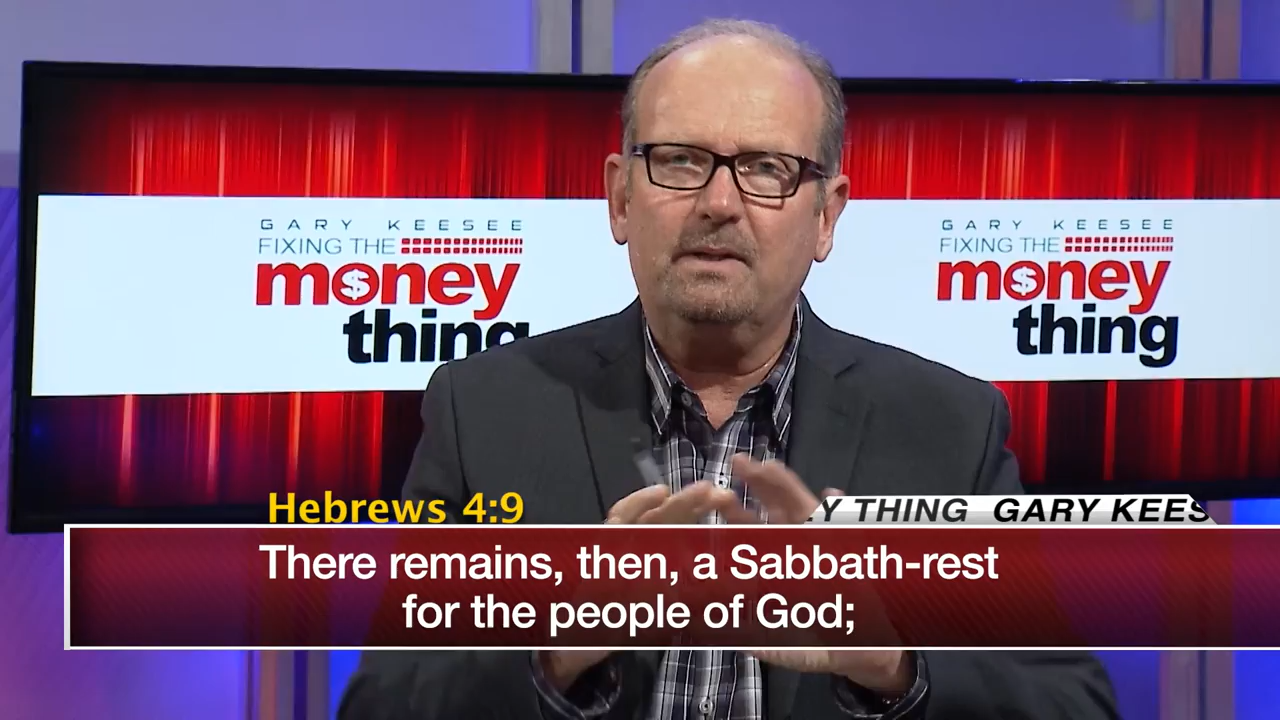 GARY KEESEE
FIXING THE
money
thing
GARY KEESEE
FIXING THE
money
thing
Hebrews 4:9
THING GARY KEES
There remains, then, a Sabbath-rest
for the people of God;